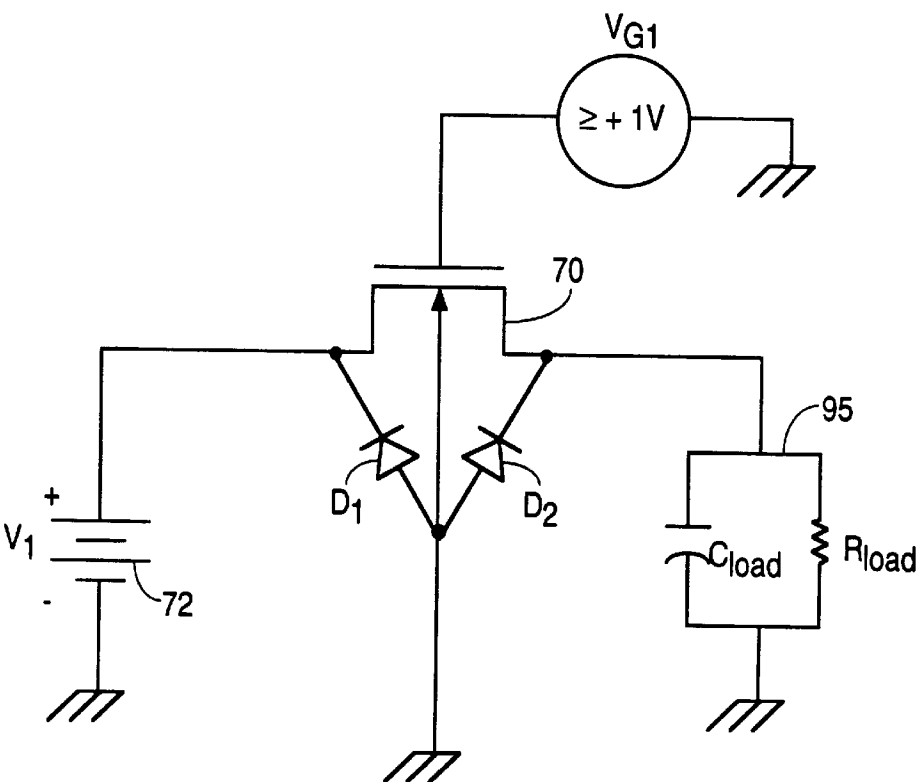 VG1
≥ + 1V
70
95
D1
D2
+
V1
-
72
Cload
Rload